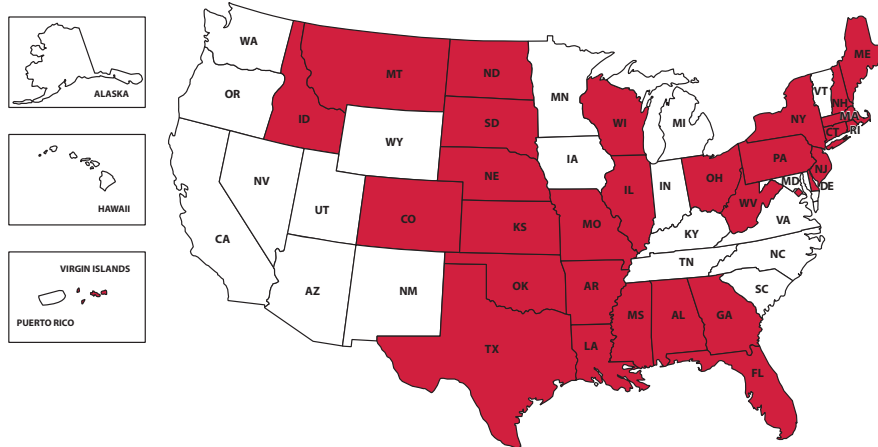 WA
OR
CA
NV
ID
MT
WY
UT
AZ
CO
NM
ND
SD
NE
KS
OK
TX
MN
IA
MO
AR
LA
WI
IL
MI
IN
OH
KY
TN
MS
AL
GA
FL
SC
NC
VA
WV
PA
NY
VT
NH
ME
MA
RI
CT
NJ
DE
MD
ALASKA
HAWAII
VIRGIN ISLANDS
PUERTO RICO